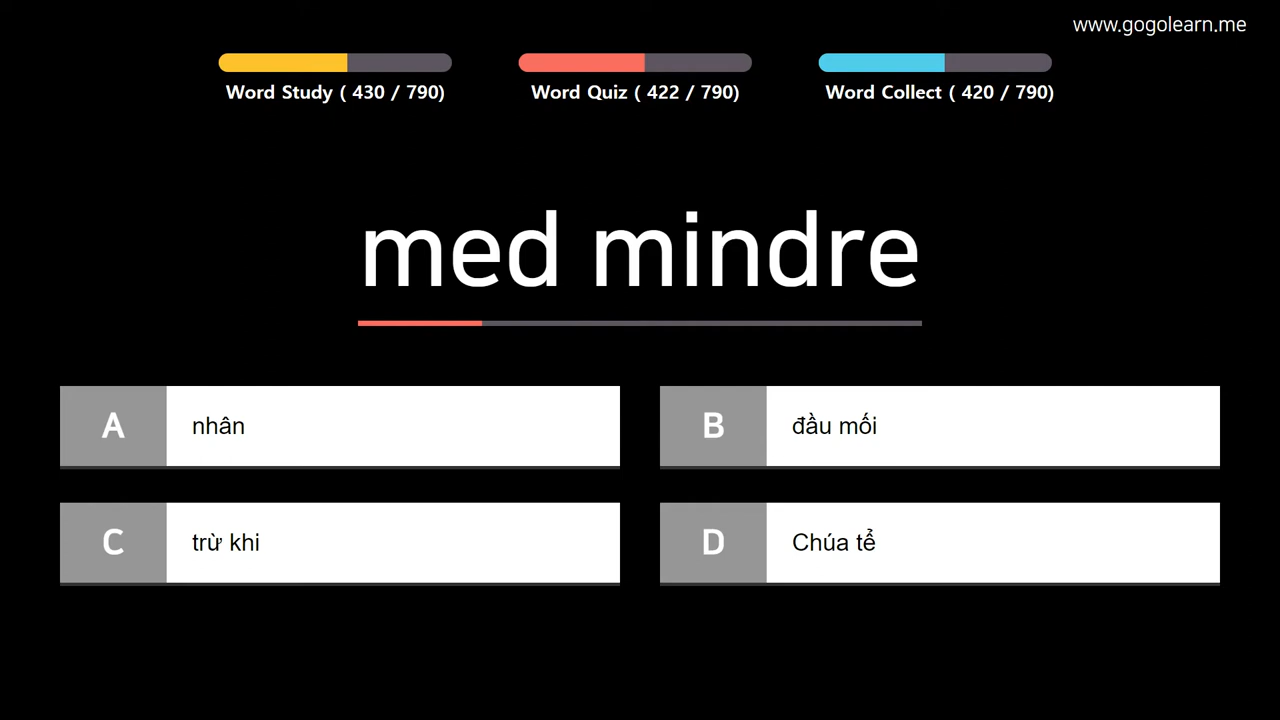 www.gogolearn.me
Word Study ( 430 / 790)
Word Quiz ( 422 / 790)
Word Collect ( 420 / 790)
med mindre
A nhân
B đầu mối
C trừ khi
D Chúa tể